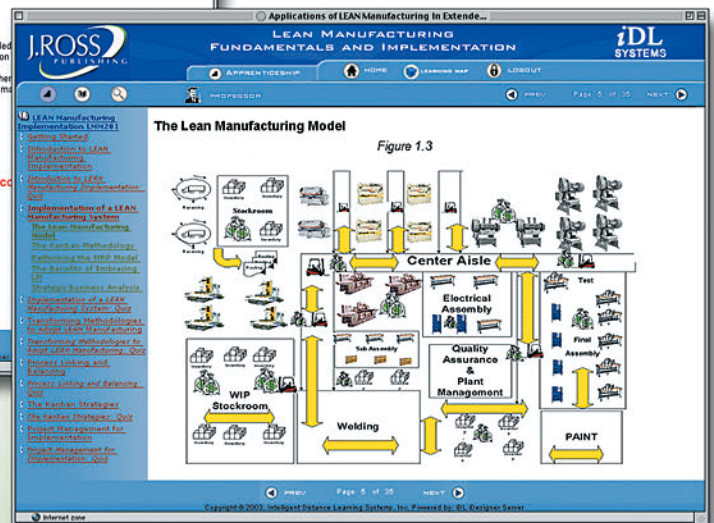 Applications of LEAN Manufacturing In Extende...
J.ROSS
PUBLISHING
LEAN MANUFACTURING
FUNDAMENTALS AND IMPLEMENTATION
iDL
SYSTEMS
APPRENTICESHIP
HOME
LEARNING MAP
LOGOUT
PROFESSOR
PREV
Page 5 of 35
NEXT
LEAN Manufacturing
Implementation LMM201
Getting Started
Introduction to LEAN
Manufacturing
Implementation
Introduction to LEAN
Manufacturing Implementation:
Quiz
Implementation of a LEAN
Manufacturing System
The Lean Manufacturing
Model
The Kanban Methodology
Rethinking the MRP Model
The Benefits of Embracing
LM
Strategic Business Analysis
Implementation of a LEAN
Manufacturing System: Quiz
Transforming Methodologies
to Adopt LEAN Manufacturing
Transforming Methodologies to
Adopt LEAN Manufacturing: Quiz
Process Linking and
Balancing
Process Linking and Balancing:
Quiz
The Kanban Strategies
The Kanban Strategies: Quiz
Project Management for
Implementation
Project Management for
Implementation: Quiz
The Lean Manufacturing Model
Figure 1.3
Receiving
Receiving
Stockroom
Center Aisle
Electrical
Assembly
Test
Final
Assembly
Sub-Assembly
Quality
Assurance
&
Plant
Management
WIP
Stockroom
Welding
PAINT
PREV
Page 5 of 35
NEXT
Copyright © 2003, Intelligent Distance Learning Systems, Inc. Powered by: iDL iDesigner Server
Internet zone